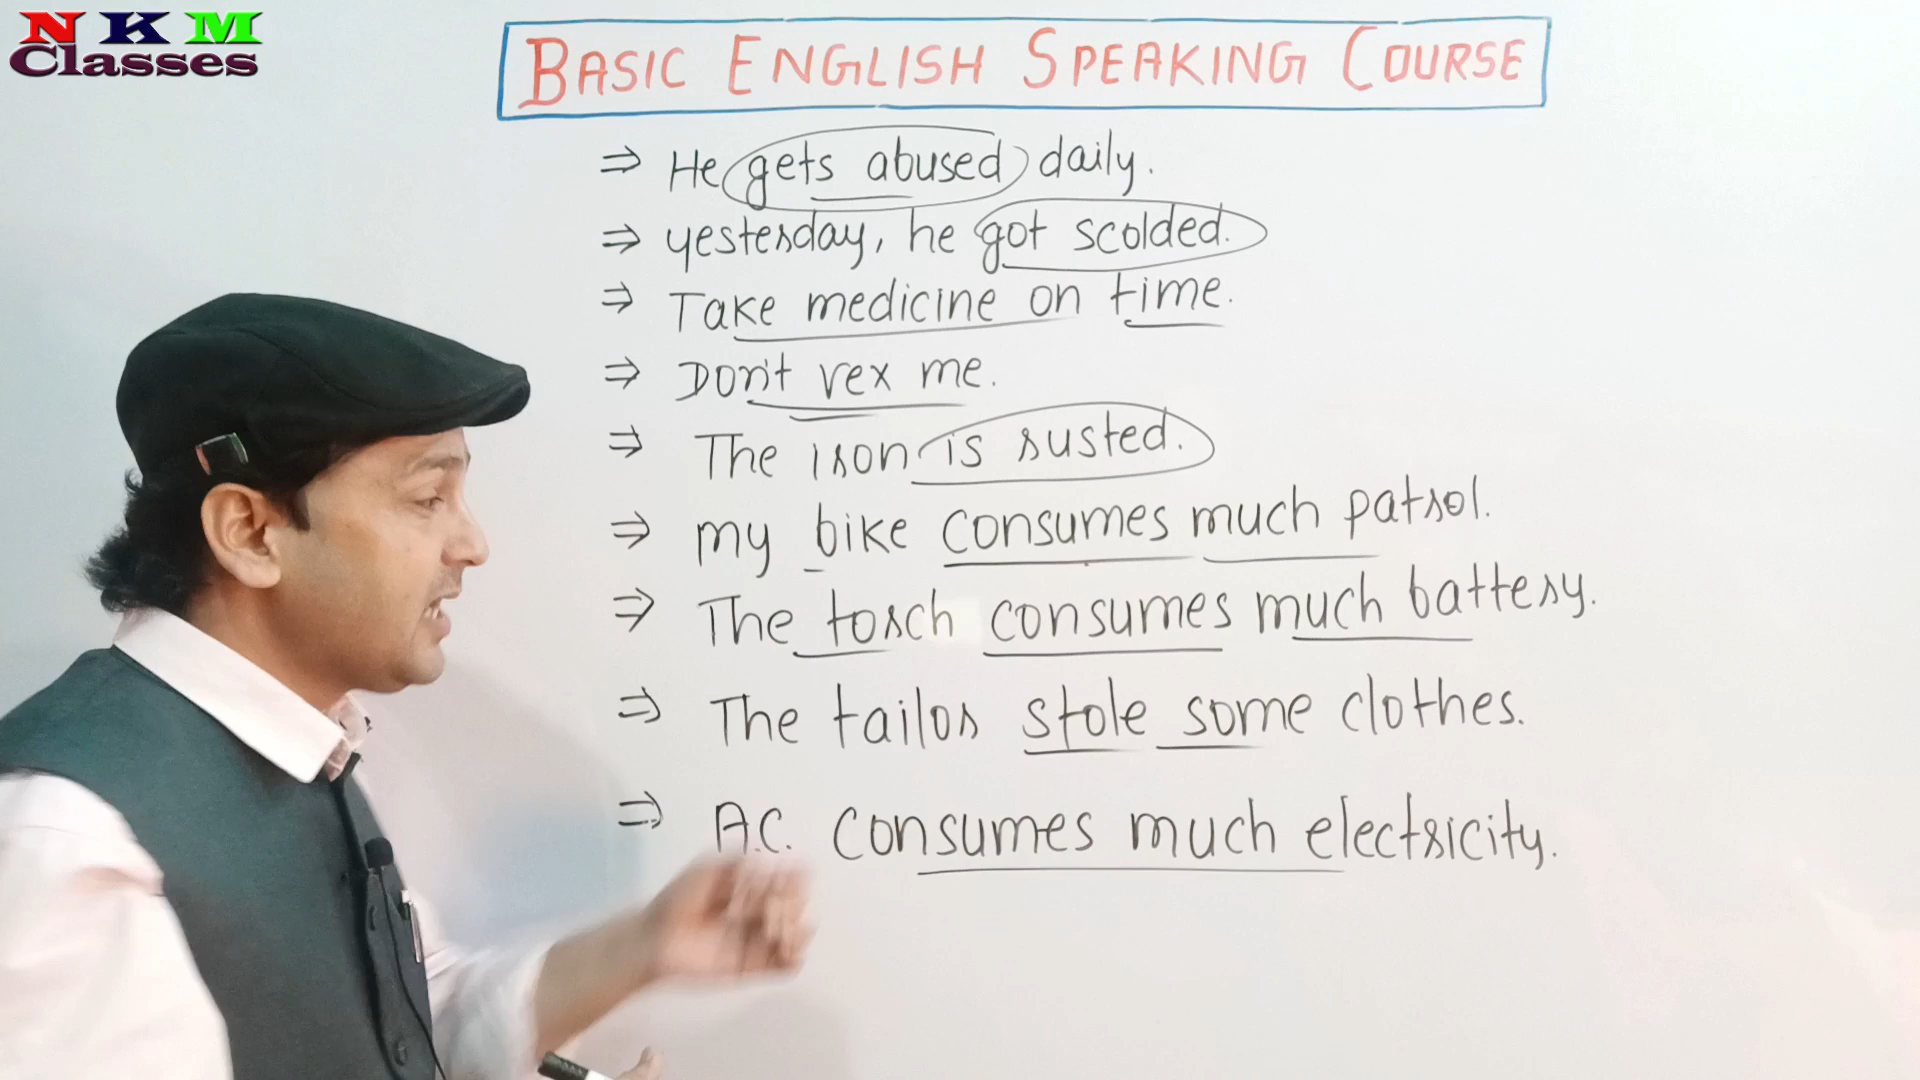 NKM
Classes
BASIC ENGLISH SPEAKING COURSE
⇒ He gets abused daily.
⇒ yesterday, he got scolded.
⇒ Take medicine on time.
⇒ Don't vex me.
⇒ The iron is rusted.
⇒ my bike consumes much patrol.
⇒ The torch consumes much battery.
⇒ The tailor stole some clothes.
⇒ A.C. consumes much electricity.